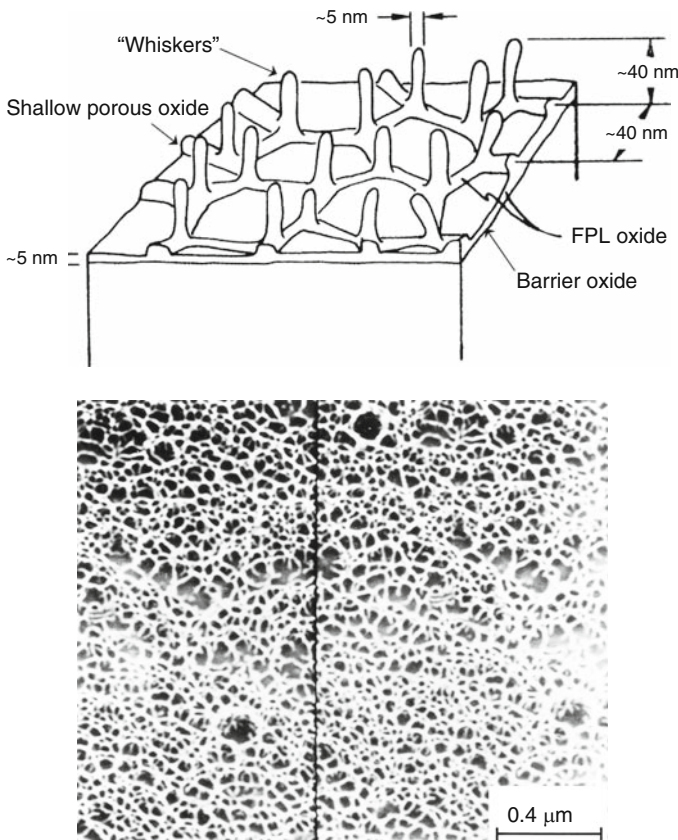 ~5 nm
“Whiskers”
~40 nm
Shallow porous oxide
~40 nm
FPL oxide
~5 nm
Barrier oxide
0.4 μm